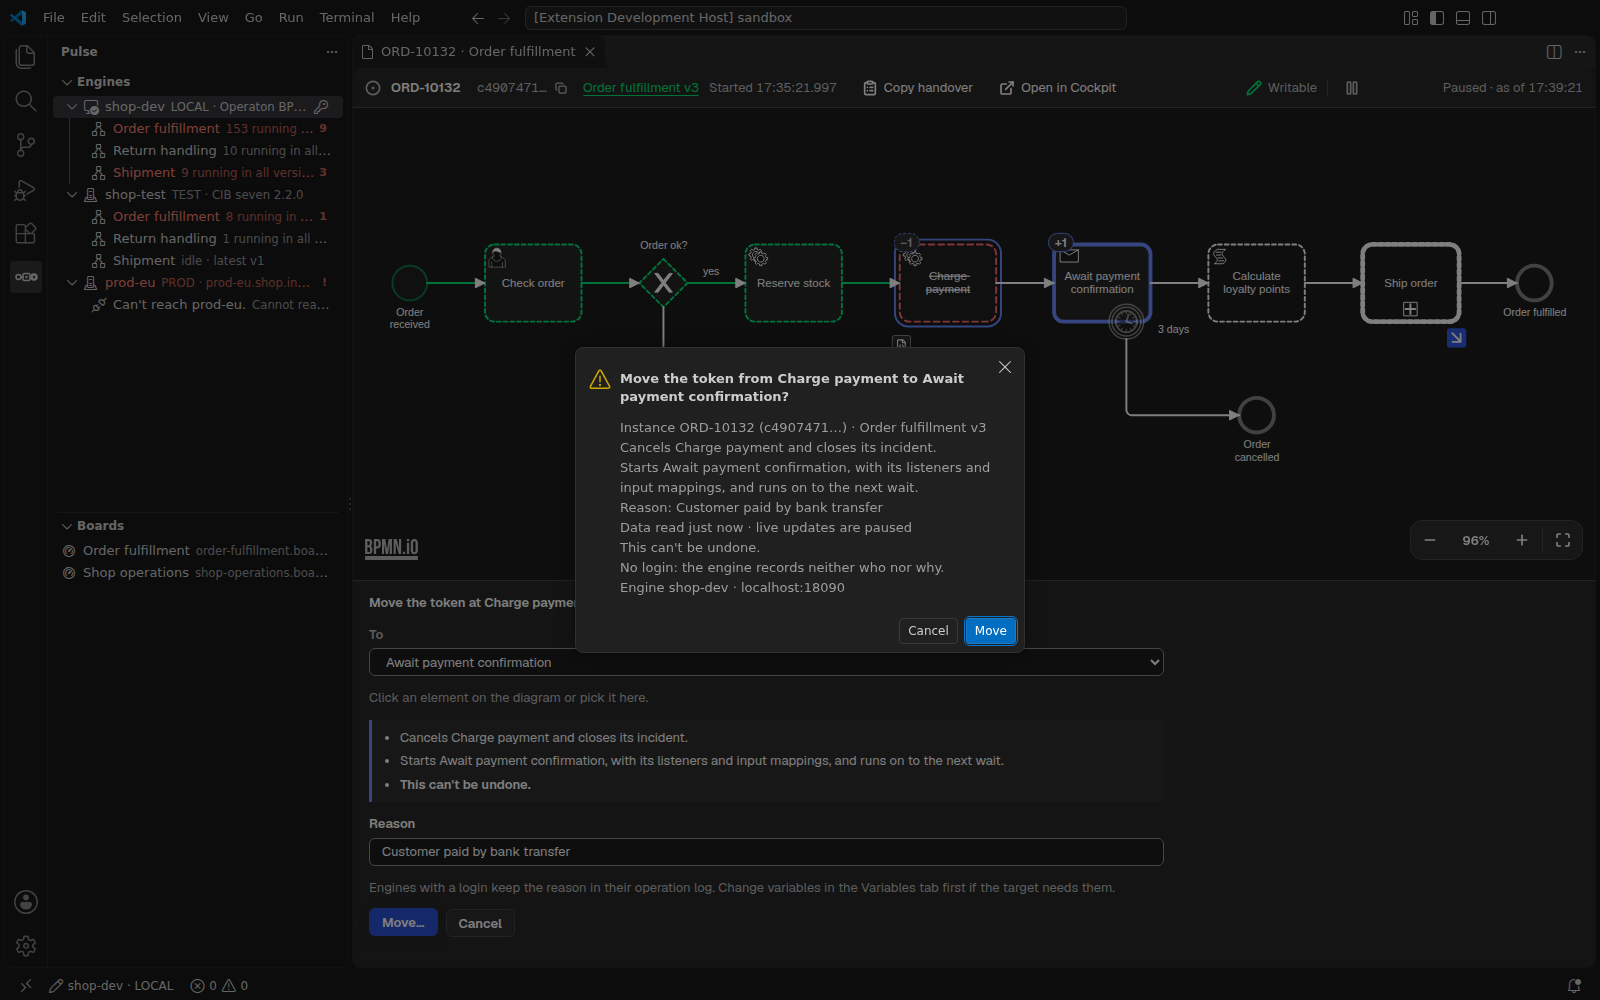 File Edit Selection View Go Run Terminal Help
[Extension Development Host] sandbox
Pulse
Engines
shop-dev LOCAL · Operaton BP...
Order fulfillment 153 running ... 9
Return handling 10 running in all...
Shipment 9 running in all versi... 3
shop-test TEST · CIB seven 2.2.0
Order fulfillment 8 running in ... 1
Return handling 1 running in all ...
Shipment idle · latest v1
prod-eu PROD · prod-eu.shop.in... !
Can't reach prod-eu. Cannot rea...
Boards
Order fulfillment order-fulfillment.boa...
Shop operations shop-operations.boa...
ORD-10132 · Order fulfillment
ORD-10132 c4907471... Order fulfillment v3 Started 17:35:21.997 Copy handover Open in Cockpit Writable Paused · as of 17:39:21
Order
received
Check order
Order ok?
yes
Reserve stock
−1
Charge
payment
+1
Await payment
confirmation
3 days
Calculate
loyalty points
Ship order
Order fulfilled
Order
cancelled
BPMN.iO
96%
Move the token from Charge payment to Await
payment confirmation?
Instance ORD-10132 (c4907471...) · Order fulfillment v3
Cancels Charge payment and closes its incident.
Starts Await payment confirmation, with its listeners and
input mappings, and runs on to the next wait.
Reason: Customer paid by bank transfer
Data read just now · live updates are paused
This can't be undone.
No login: the engine records neither who nor why.
Engine shop-dev · localhost:18090
Cancel Move
Move the token at Charge payme
To
Await payment confirmation
Click an element on the diagram or pick it here.
• Cancels Charge payment and closes its incident.
• Starts Await payment confirmation, with its listeners and input mappings, and runs on to the next wait.
• This can't be undone.
Reason
Customer paid by bank transfer
Engines with a login keep the reason in their operation log. Change variables in the Variables tab first if the target needs them.
Move... Cancel
shop-dev · LOCAL 0 0